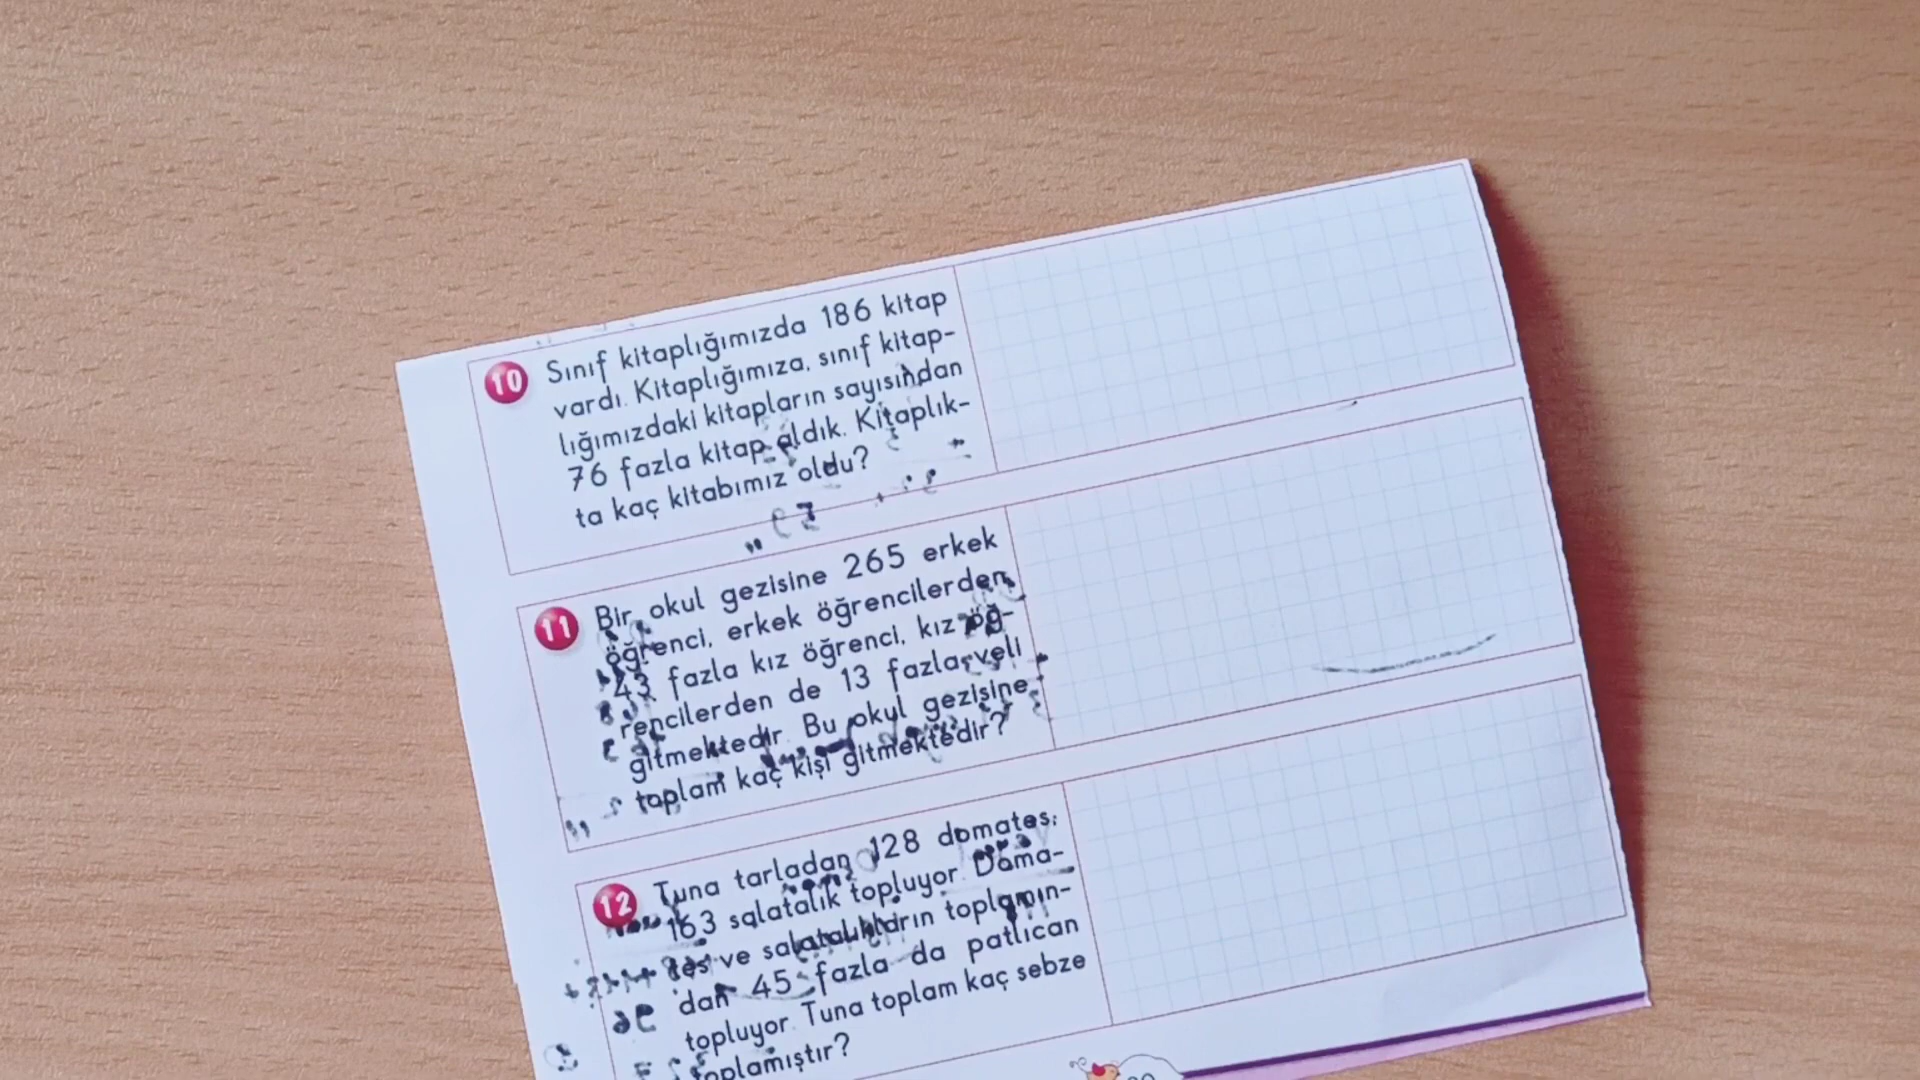 10 Sınıf kitaplığımızda 186 kitap
vardı. Kitaplığımıza, sınıf kitap-
lığımızdaki kitapların sayısından
76 fazla kitap aldık. Kitaplık-
ta kaç kitabımız oldu?
11 Bir okul gezisine 265 erkek
öğrenci, erkek öğrencilerden
43 fazla kız öğrenci, kız öğ-
rencilerden de 13 fazla veli
gitmektedir. Bu okul gezisine
toplam kaç kişi gitmektedir?
12 Tuna tarladan 128 domates,
163 salatalık topluyor. Doma-
tes ve salatalıkların toplamın-
dan 45 fazla da patlıcan
topluyor. Tuna toplam kaç sebze
toplamıştır?